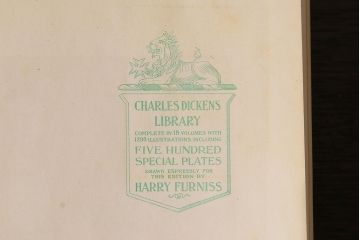 CHARLES DICKENS
LIBRARY
COMPLETE IN 18 VOLUMES WITH
1200 ILLUSTRATIONS, INCLUDING
FIVE HUNDRED
SPECIAL PLATES
DRAWN EXPRESSLY FOR
THIS EDITION BY
HARRY FURNISS